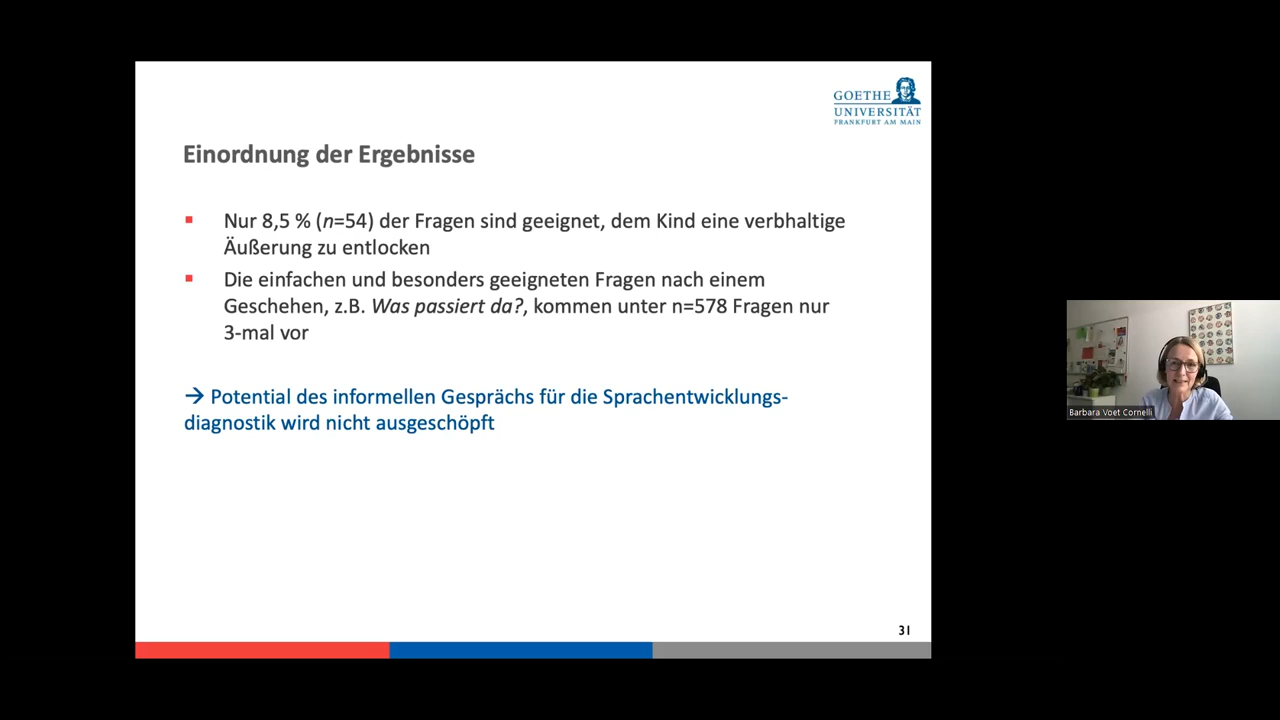 GOETHE
UNIVERSITÄT
FRANKFURT AM MAIN
Einordnung der Ergebnisse
▪ Nur 8,5 % (n=54) der Fragen sind geeignet, dem Kind eine verbhaltige
Äußerung zu entlocken
▪ Die einfachen und besonders geeigneten Fragen nach einem
Geschehen, z.B. Was passiert da?, kommen unter n=578 Fragen nur
3-mal vor
→ Potential des informellen Gesprächs für die Sprachentwicklungs-
diagnostik wird nicht ausgeschöpft
31
Barbara Voet Cornelli